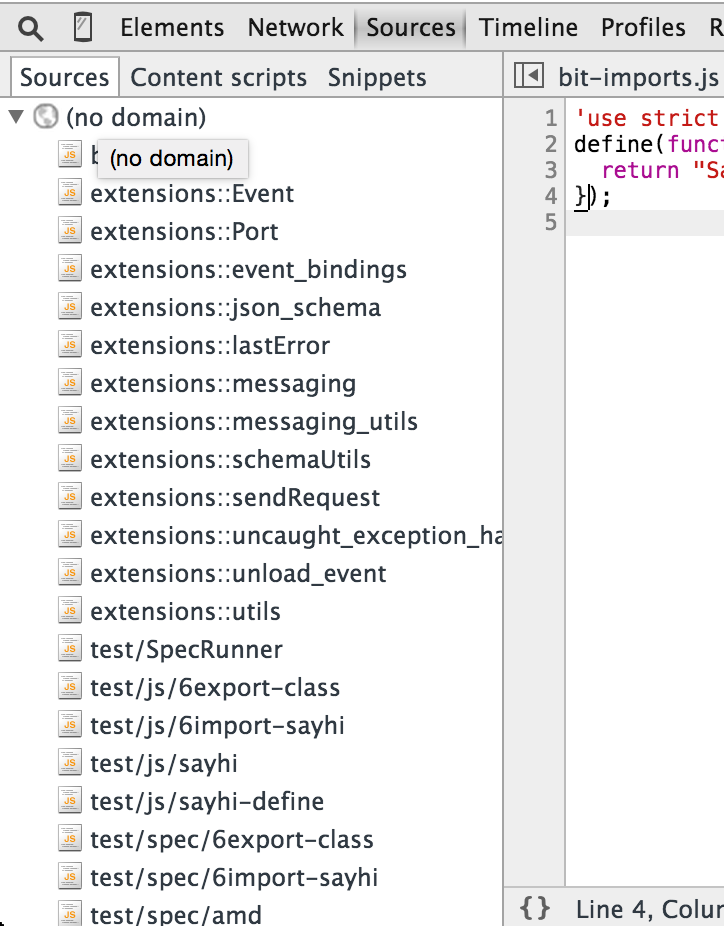 Elements Network Sources Timeline Profiles R
Sources Content scripts Snippets
bit-imports.js
(no domain)
(no domain)
extensions::Event
extensions::Port
extensions::event_bindings
extensions::json_schema
extensions::lastError
extensions::messaging
extensions::messaging_utils
extensions::schemaUtils
extensions::sendRequest
extensions::uncaught_exception_ha
extensions::unload_event
extensions::utils
test/SpecRunner
test/js/6export-class
test/js/6import-sayhi
test/js/sayhi
test/js/sayhi-define
test/spec/6export-class
test/spec/6import-sayhi
test/spec/amd
1 'use strict
2 define(funct
3 return "Sa
4 });
5
{} Line 4, Colum